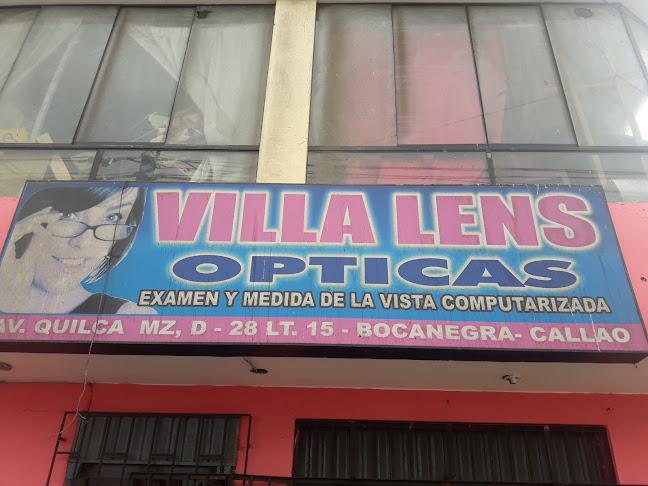 VILLA LENS
OPTICAS
EXAMEN Y MEDIDA DE LA VISTA COMPUTARIZADA
AV. QUILCA MZ, D - 28 LT. 15 - BOCANEGRA- CALLAO